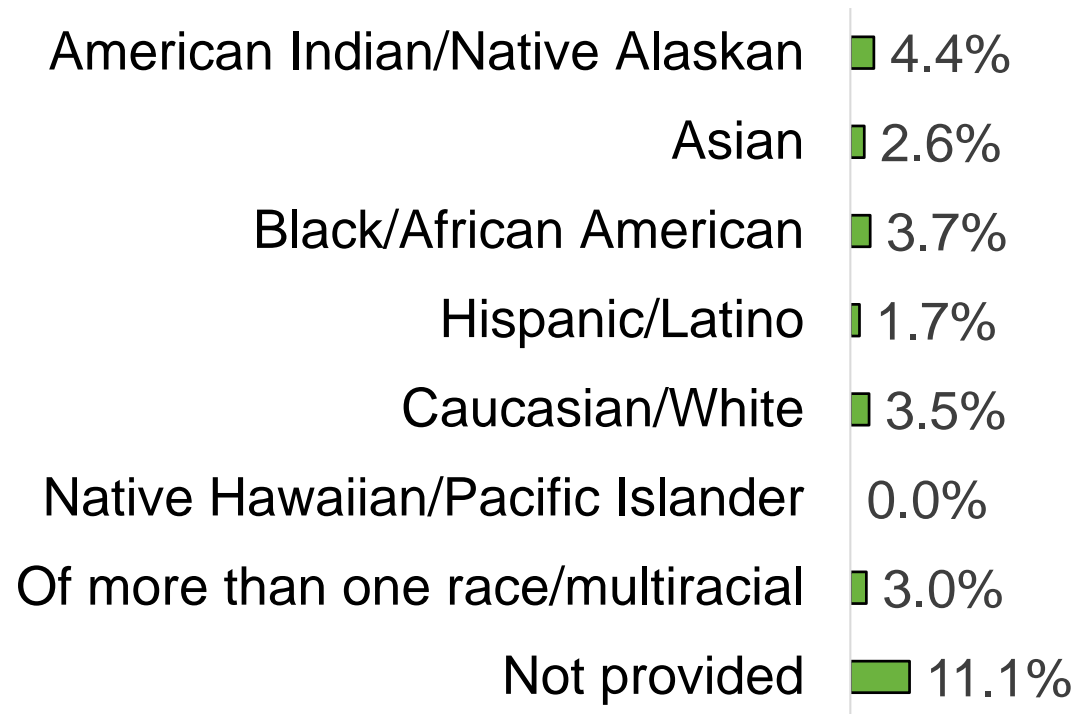 American Indian/Native Alaskan 4.4%
Asian 2.6%
Black/African American 3.7%
Hispanic/Latino 1.7%
Caucasian/White 3.5%
Native Hawaiian/Pacific Islander 0.0%
Of more than one race/multiracial 3.0%
Not provided 11.1%